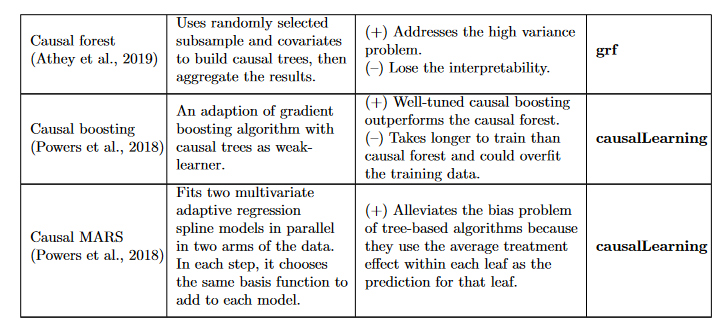 Causal forest
(Athey et al., 2019)
Uses randomly selected
subsample and covariates
to build causal trees, then
aggregate the results.
(+) Addresses the high variance
problem.
(–) Lose the interpretability.
grf
Causal boosting
(Powers et al., 2018)
An adaption of gradient
boosting algorithm with
causal trees as weak-
learner.
(+) Well-tuned causal boosting
outperforms the causal forest.
(–) Takes longer to train than
causal forest and could overfit
the training data.
causalLearning
Causal MARS
(Powers et al., 2018)
Fits two multivariate
adaptive regression
spline models in parallel
in two arms of the data.
In each step, it chooses
the same basis function to
add to each model.
(+) Alleviates the bias problem
of tree-based algorithms because
they use the average treatment
effect within each leaf as the
prediction for that leaf.
causalLearning